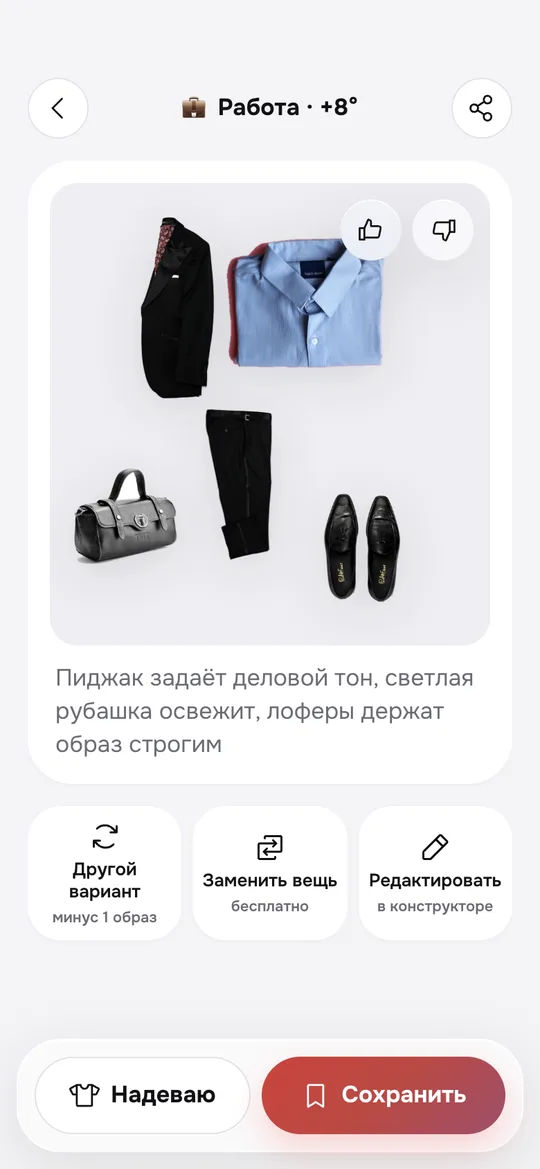 Работа · +8°
Пиджак задаёт деловой тон, светлая
рубашка освежит, лоферы держат
образ строгим
Другой
вариант
минус 1 образ
Заменить вещь
бесплатно
Редактировать
в конструкторе
Надеваю
Сохранить